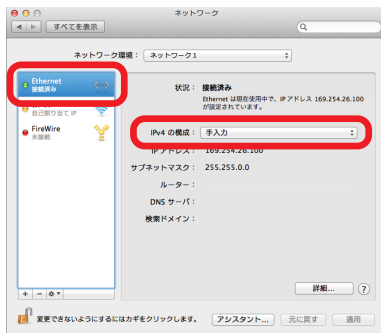 ネットワーク
すべてを表示
ネットワーク環境： ネットワーク1
Ethernet
接続済み
自己割り当て IP
FireWire
未接続
状況： 接続済み
Ethernet は現在使用中で、IP アドレス 169.254.26.100
が設定されています。
IPv4 の構成： 手入力
IP アドレス： 169.254.26.100
サブネットマスク： 255.255.0.0
ルーター：
DNS サーバ：
検索ドメイン：
詳細... ?
+ −
変更できないようにするにはカギをクリックします。 アシスタント... 元に戻す 適用